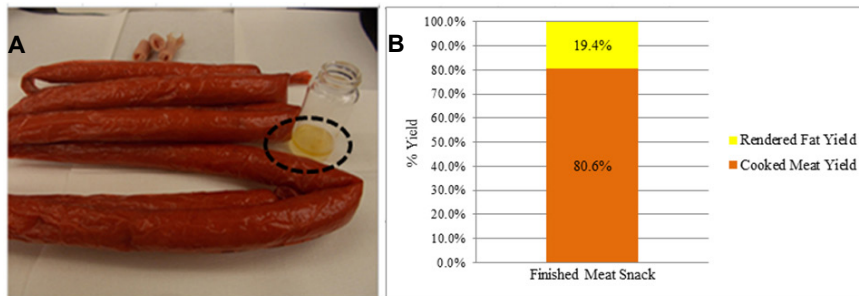 A
B
100.0%
90.0%
80.0%
70.0%
60.0%
50.0%
40.0%
30.0%
20.0%
10.0%
0.0%
% Yield
19.4%
80.6%
Finished Meat Snack
Rendered Fat Yield
Cooked Meat Yield